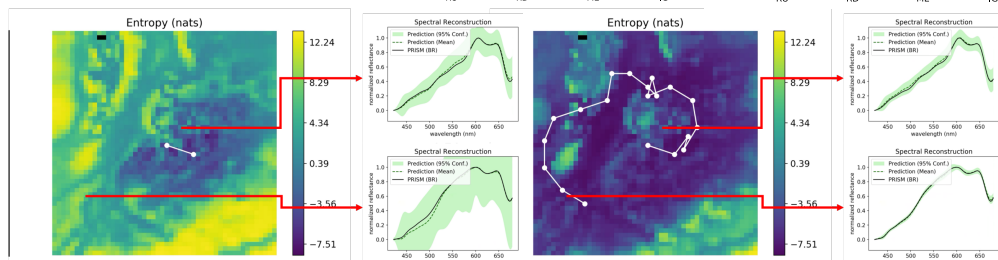 Entropy (nats)
12.24
8.29
4.34
0.39
−3.56
−7.51
Spectral Reconstruction
Prediction (95% Conf.)
Prediction (Mean)
PRISM (BR)
normalized reflectance
1.0
0.8
0.6
0.4
0.2
0.0
450 500 550 600 650
wavelength (nm)
Spectral Reconstruction
Prediction (95% Conf.)
Prediction (Mean)
PRISM (BR)
normalized reflectance
1.0
0.8
0.6
0.4
0.2
0.0
450 500 550 600 650
Entropy (nats)
12.24
8.29
4.34
0.39
−3.56
−7.51
Spectral Reconstruction
Prediction (95% Conf.)
Prediction (Mean)
PRISM (BR)
normalized reflectance
1.0
0.8
0.6
0.4
0.2
0.0
450 500 550 600 650
wavelength (nm)
Spectral Reconstruction
Prediction (95% Conf.)
Prediction (Mean)
PRISM (BR)
normalized reflectance
1.0
0.8
0.6
0.4
0.2
0.0
450 500 550 600 650